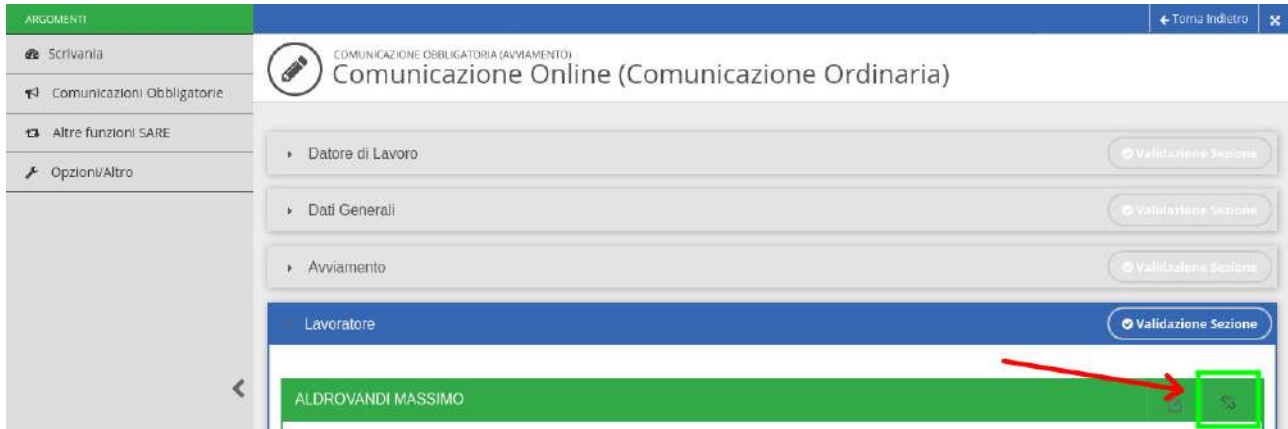 ARGOMENTI
Torna Indietro
Scrivania
Comunicazioni Obbligatorie
Altre funzioni SARE
Opzioni/Altro
COMUNICAZIONE OBBLIGATORIA (AVVIAMENTO)
Comunicazione Online (Comunicazione Ordinaria)
Datore di Lavoro
Validazione Sezione
Dati Generali
Validazione Sezione
Avviamento
Validazione Sezione
Lavoratore
Validazione Sezione
ALDROVANDI MASSIMO